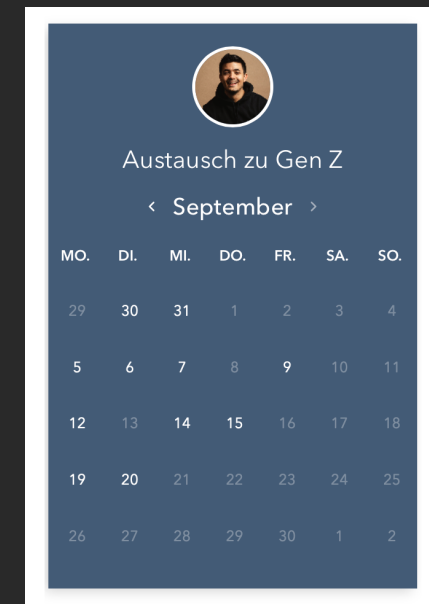 Austausch zu Gen Z
< September >
MO. DI. MI. DO. FR. SA. SO.
29 30 31 1 2 3 4
5 6 7 8 9 10 11
12 13 14 15 16 17 18
19 20 21 22 23 24 25
26 27 28 29 30 1 2